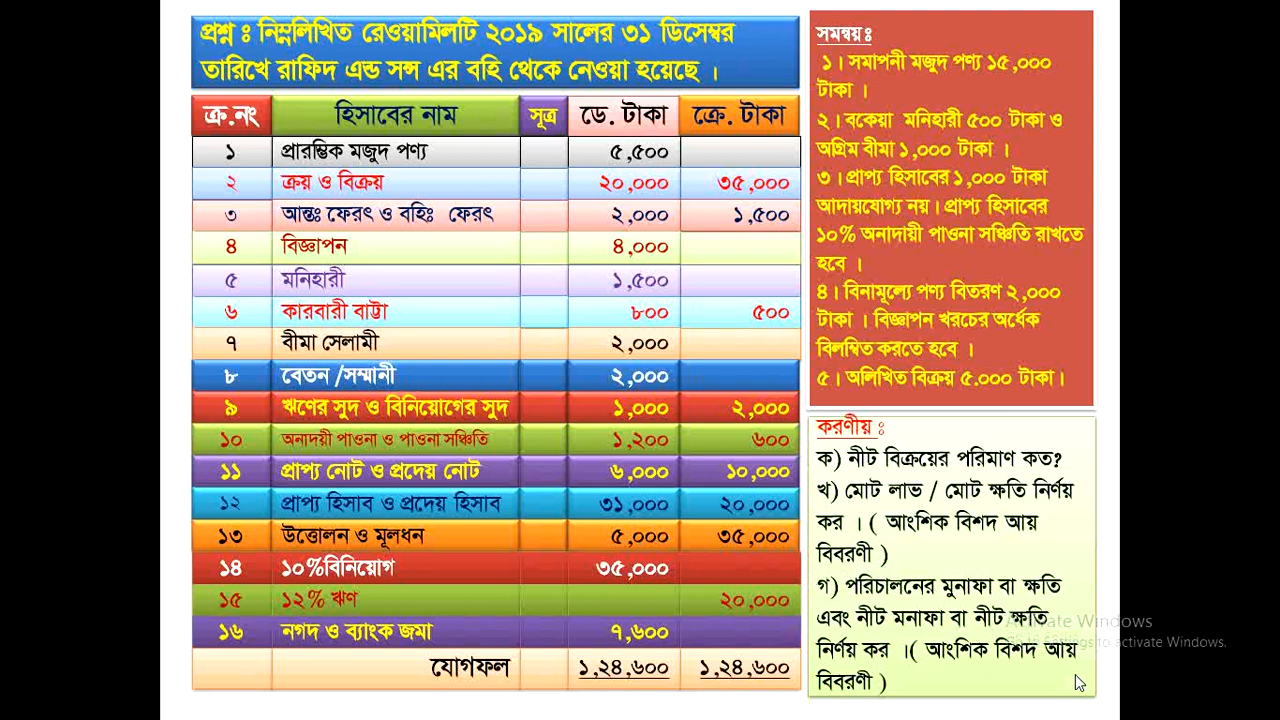 প্রশ্ন ঃ নিম্নলিখিত রেওয়ামিলটি ২০১৯ সালের ৩১ ডিসেম্বর
তারিখে রাফিদ এন্ড সন্স এর বহি থেকে নেওয়া হয়েছে ।
ক্র.নং হিসাবের নাম সূত্র ডে. টাকা ক্রে. টাকা
১ প্রারম্ভিক মজুদ পণ্য ৫,৫০০
২ ক্রয় ও বিক্রয় ২০,০০০ ৩৫,০০০
৩ আন্তঃ ফেরৎ ও বহিঃ ফেরৎ ২,০০০ ১,৫০০
৪ বিজ্ঞাপন ৪,০০০
৫ মনিহারী ১,৫০০
৬ কারবারী বাট্টা ৮০০ ৫০০
৭ বীমা সেলামী ২,০০০
৮ বেতন /সম্মানী ২,০০০
৯ ঋণের সুদ ও বিনিয়োগের সুদ ১,০০০ ২,০০০
১০ অনাদয়ী পাওনা ও পাওনা সঞ্চিতি ১,২০০ ৬০০
১১ প্রাপ্য নোট ও প্রদেয় নোট ৬,০০০ ১০,০০০
১২ প্রাপ্য হিসাব ও প্রদেয় হিসাব ৩১,০০০ ২০,০০০
১৩ উত্তোলন ও মূলধন ৫,০০০ ৩৫,০০০
১৪ ১০%বিনিয়োগ ৩৫,০০০
১৫ ১২% ঋণ ২০,০০০
১৬ নগদ ও ব্যাংক জমা ৭,৬০০
যোগফল ১,২৪,৬০০ ১,২৪,৬০০
সমন্বয়ঃ
১। সমাপনী মজুদ পণ্য ১৫,০০০
টাকা ।
২। বকেয়া মনিহারী ৫০০ টাকা ও
অগ্রিম বীমা ১,০০০ টাকা ।
৩। প্রাপ্য হিসাবের ১,০০০ টাকা
আদায়যোগ্য নয়। প্রাপ্য হিসাবের
১০% অনাদায়ী পাওনা সঞ্চিতি রাখতে
হবে ।
৪। বিনামূল্যে পণ্য বিতরণ ২,০০০
টাকা । বিজ্ঞাপন খরচের অর্ধেক
বিলম্বিত করতে হবে ।
৫। অলিখিত বিক্রয় ৫.০০০ টাকা।
করণীয় ঃ
ক) নীট বিক্রয়ের পরিমাণ কত?
খ) মোট লাভ / মোট ক্ষতি নির্ণয়
কর । ( আংশিক বিশদ আয়
বিবরণী )
গ) পরিচালনের মুনাফা বা ক্ষতি
এবং নীট মনাফা বা নীট ক্ষতি
নির্ণয় কর ।( আংশিক বিশদ আয়
বিবরণী )
Activate Windows
Go to Settings to activate Windows.